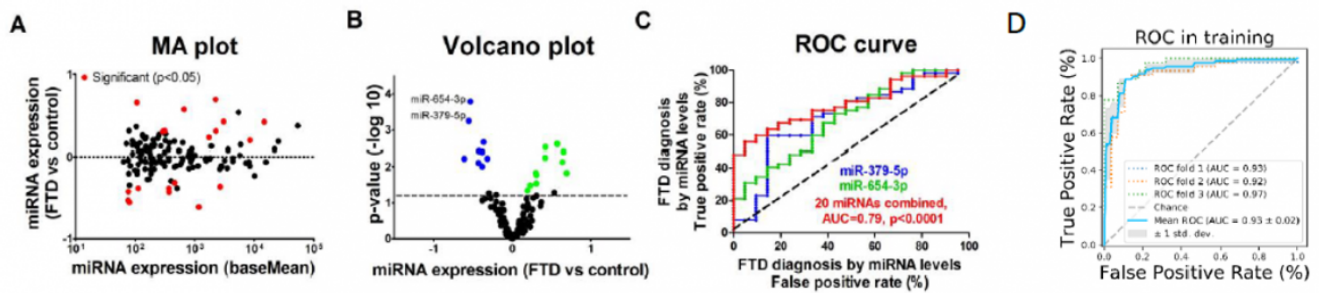 A
MA plot
Significant (p<0.05)
miRNA expression
(FTD vs control)
1
0
-1
10¹
10²
10³
10⁴
10⁵
miRNA expression (baseMean)
B
Volcano plot
miR-654-3p
miR-379-5p
p-value (-log 10)
4
3
2
1
0
-1
0
1
miRNA expression (FTD vs control)
C
ROC curve
FTD diagnosis
by miRNA levels
True positive rate (%)
100
80
60
40
20
0
miR-379-5p
miR-654-3p
20 miRNAs combined,
AUC=0.79, p<0.0001
0
20
40
60
80
100
FTD diagnosis by miRNA levels
False positive rate (%)
D
ROC in training
True Positive Rate (%)
1.0
0.8
0.6
0.4
0.2
0.0
ROC fold 1 (AUC = 0.93)
ROC fold 2 (AUC = 0.92)
ROC fold 3 (AUC = 0.97)
Chance
Mean ROC (AUC = 0.93 ± 0.02)
± 1 std. dev.
0.0
0.2
0.4
0.6
0.8
1.0
False Positive Rate (%)